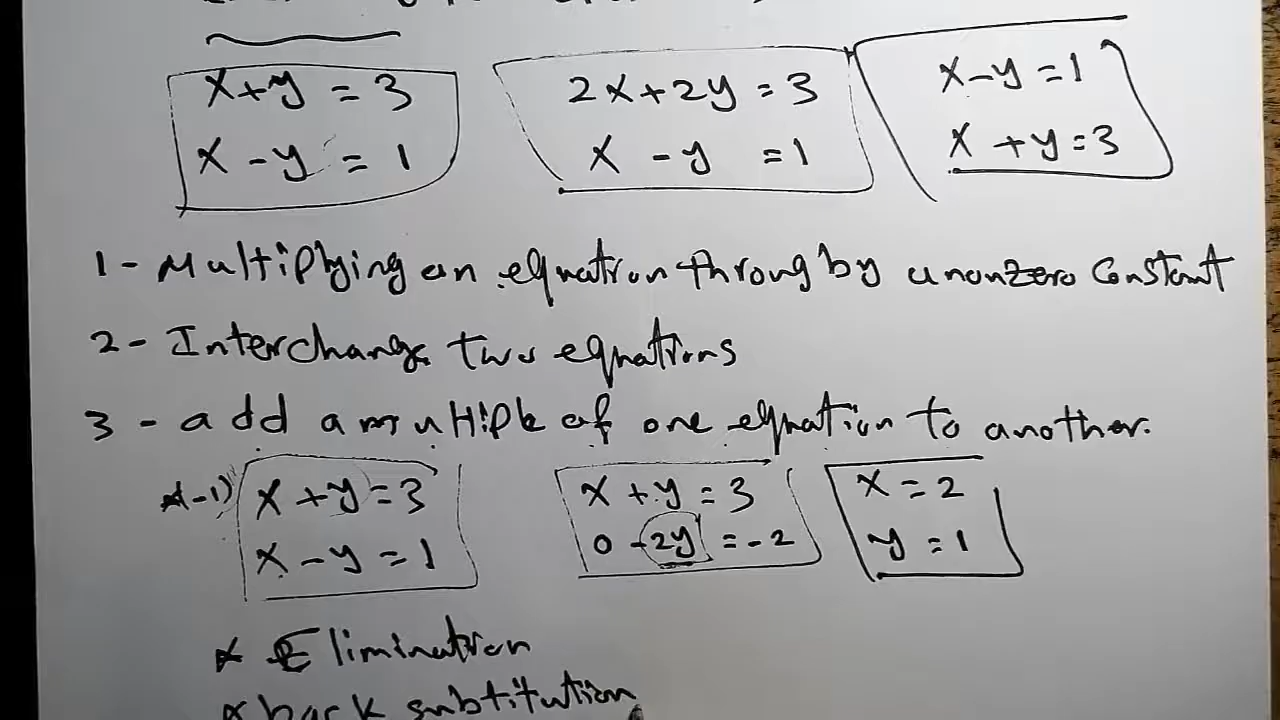 x+y = 3 2x+2y = 3 x-y = 1
x - y = 1 x - y = 1 x + y = 3
1 - Multiplying an equation throug by a nonzero constant
2 - Interchange two equations
3 - add a multiple of one equation to another.
x + y = 3 x + y = 3 x = 2
x - y = 1 0 - 2y = -2 y = 1
* Elimination
* back substitution